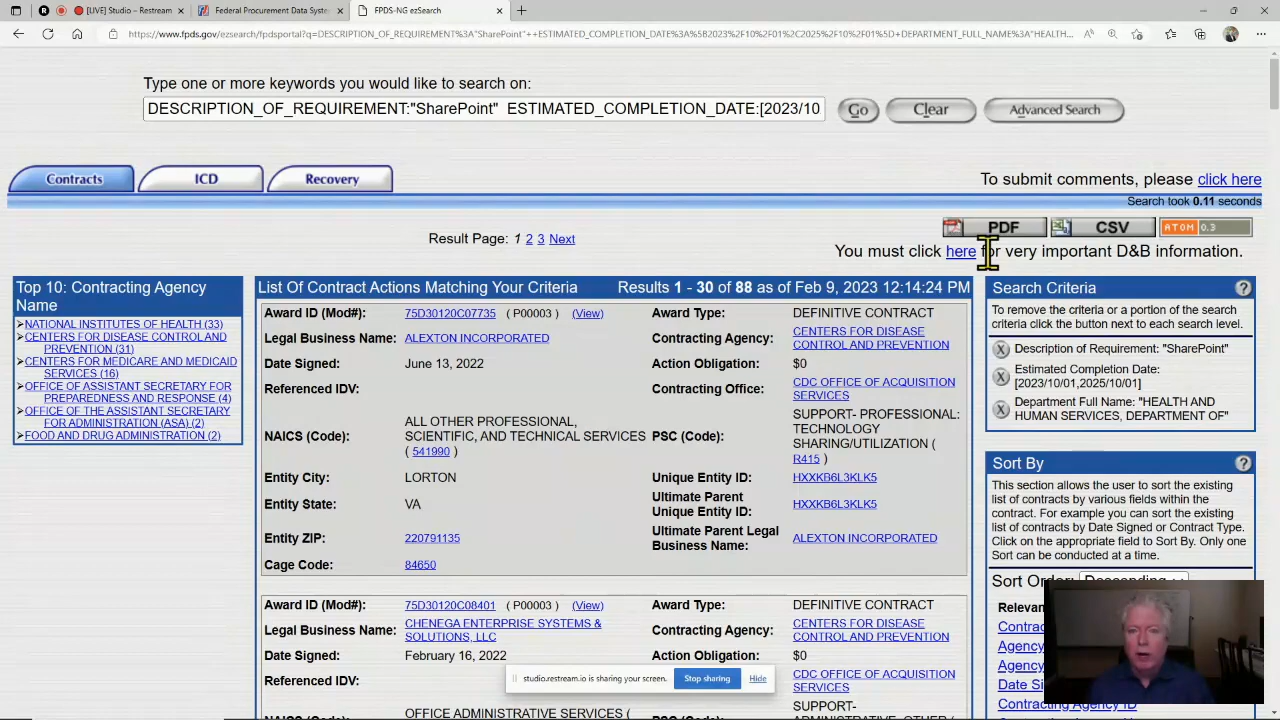 [LIVE] Studio – Restream
Federal Procurement Data Syste
FPDS-NG ezSearch
https://www.fpds.gov/ezsearch/fpdsportal?q=DESCRIPTION_OF_REQUIREMENT%3A"SharePoint"++ESTIMATED_COMPLETION_DATE%3A%5B2023%2F10%2F01%2C2025%2F10%2F01%5D+DEPARTMENT_FULL_NAME%3A"HEALTH...
Type one or more keywords you would like to search on:
DESCRIPTION_OF_REQUIREMENT:"SharePoint" ESTIMATED_COMPLETION_DATE:[2023/10
Go
Clear
Advanced Search
Contracts
ICD
Recovery
To submit comments, please click here
Search took 0.11 seconds
PDF
CSV
ATOM 0.3
Result Page: 1 2 3 Next
You must click here for very important D&B information.
Top 10: Contracting Agency
Name
NATIONAL INSTITUTES OF HEALTH (33)
CENTERS FOR DISEASE CONTROL AND
PREVENTION (31)
CENTERS FOR MEDICARE AND MEDICAID
SERVICES (16)
OFFICE OF ASSISTANT SECRETARY FOR
PREPAREDNESS AND RESPONSE (4)
OFFICE OF THE ASSISTANT SECRETARY
FOR ADMINISTRATION (ASA) (2)
FOOD AND DRUG ADMINISTRATION (2)
List Of Contract Actions Matching Your Criteria
Results 1 - 30 of 88 as of Feb 9, 2023 12:14:24 PM
Award ID (Mod#): 75D30120C07735 ( P00003 ) (View)
Award Type: DEFINITIVE CONTRACT
Legal Business Name: ALEXTON INCORPORATED
Contracting Agency: CENTERS FOR DISEASE
CONTROL AND PREVENTION
Date Signed: June 13, 2022
Action Obligation: $0
Referenced IDV:
Contracting Office: CDC OFFICE OF ACQUISITION
SERVICES
NAICS (Code): ALL OTHER PROFESSIONAL,
SCIENTIFIC, AND TECHNICAL SERVICES
( 541990 )
PSC (Code): SUPPORT- PROFESSIONAL:
TECHNOLOGY
SHARING/UTILIZATION (
R415 )
Entity City: LORTON
Unique Entity ID: HXXKB6L3KLK5
Entity State: VA
Ultimate Parent
Unique Entity ID: HXXKB6L3KLK5
Entity ZIP: 220791135
Ultimate Parent Legal
Business Name: ALEXTON INCORPORATED
Cage Code: 84650
Award ID (Mod#): 75D30120C08401 ( P00003 ) (View)
Award Type: DEFINITIVE CONTRACT
Legal Business Name: CHENEGA ENTERPRISE SYSTEMS &
SOLUTIONS, LLC
Contracting Agency: CENTERS FOR DISEASE
CONTROL AND PREVENTION
Date Signed: February 16, 2022
Action Obligation: $0
Referenced IDV:
CDC OFFICE OF ACQUISITION
SERVICES
NAICS (Code): OFFICE ADMINISTRATIVE SERVICES (
PSC (Code): SUPPORT-
ADMINISTRATIVE: OTHER (
Search Criteria
To remove the criteria or a portion of the search
criteria click the button next to each search level.
X Description of Requirement: "SharePoint"
X Estimated Completion Date:
[2023/10/01,2025/10/01]
X Department Full Name: "HEALTH AND
HUMAN SERVICES, DEPARTMENT OF"
Sort By
This section allows the user to sort the existing
list of contracts by various fields within the
contract. For example you can sort the existing
list of contracts by Date Signed or Contract Type.
Click on the appropriate field to Sort By. Only one
Sort can be conducted at a time.
Sort Order: Descending
Contracting Agency ID
studio.restream.io is sharing your screen.
Stop sharing
Hide